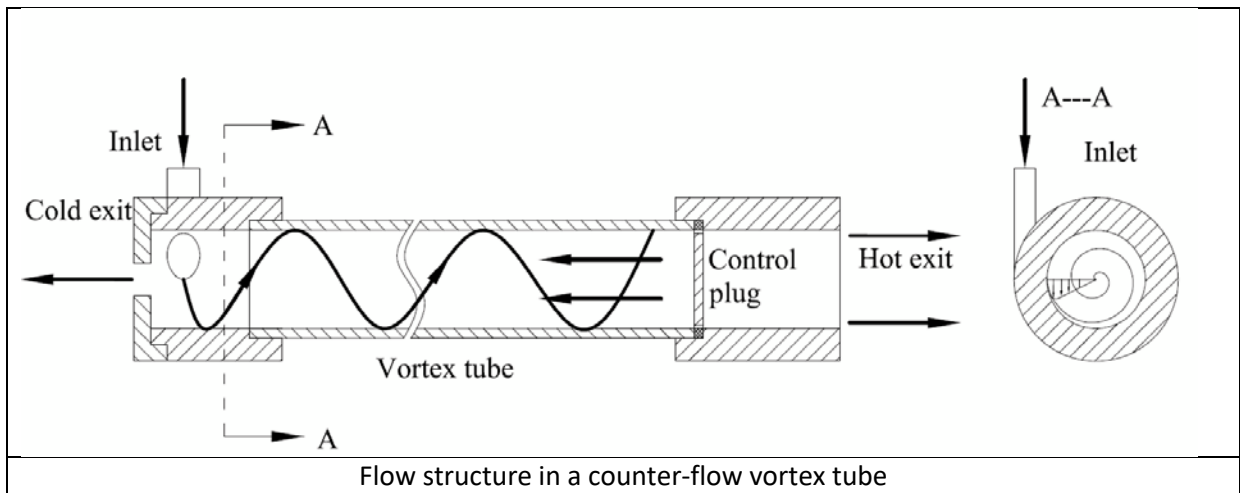 A---A
A
Inlet
Inlet
Cold exit
Control
plug
Hot exit
Vortex tube
A
Flow structure in a counter-flow vortex tube